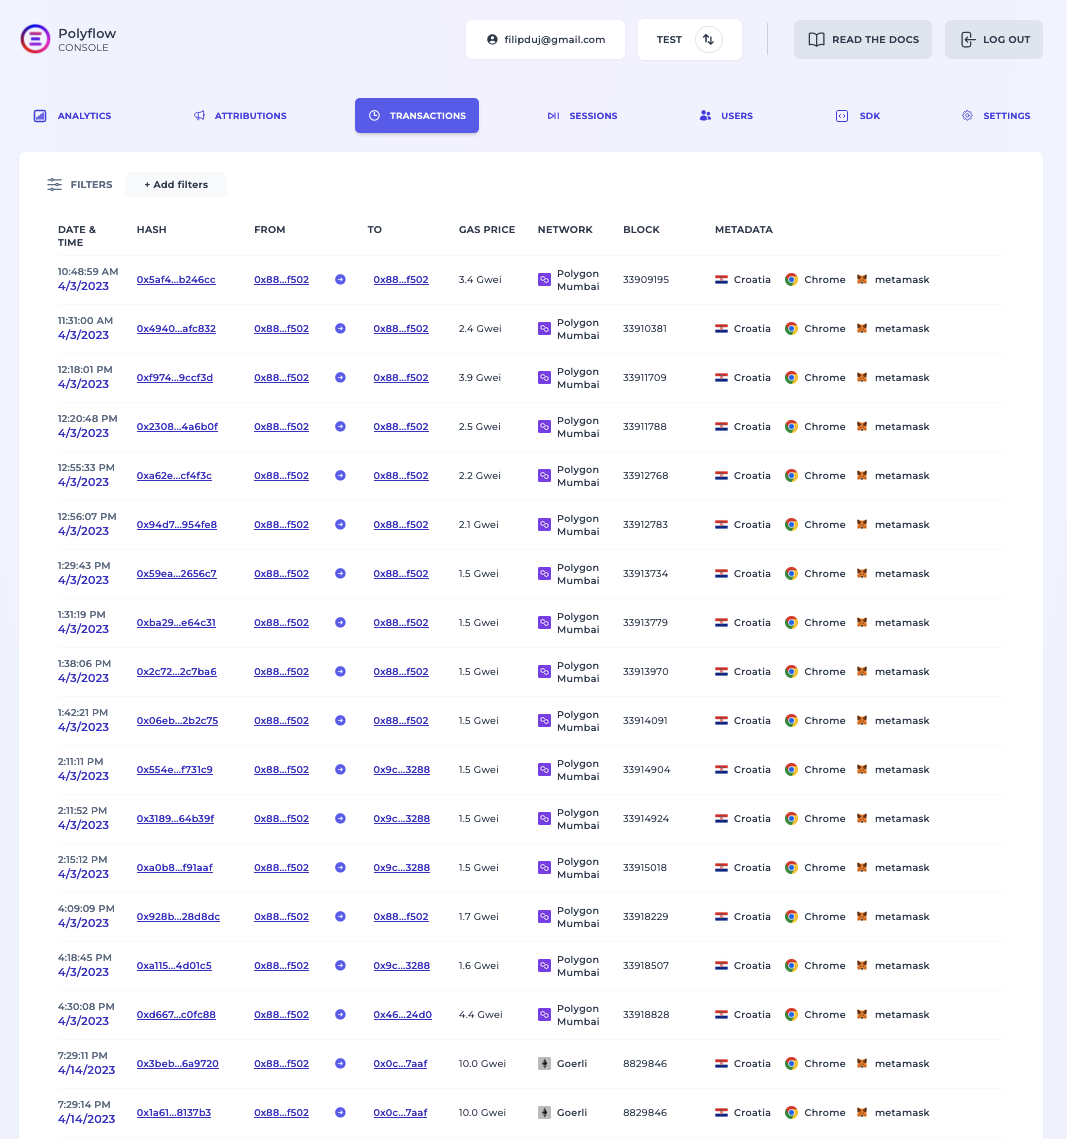 Polyflow
CONSOLE
filipduj@gmail.com
TEST
READ THE DOCS
LOG OUT
ANALYTICS
ATTRIBUTIONS
TRANSACTIONS
SESSIONS
USERS
SDK
SETTINGS
FILTERS
+ Add filters
DATE & TIME HASH FROM TO GAS PRICE NETWORK BLOCK METADATA
10:48:59 AM 4/3/2023 0x5af4...b246cc 0x88...f502 0x88...f502 3.4 Gwei Polygon Mumbai 33909195 Croatia Chrome metamask
11:31:00 AM 4/3/2023 0x4940...afc832 0x88...f502 0x88...f502 2.4 Gwei Polygon Mumbai 33910381 Croatia Chrome metamask
12:18:01 PM 4/3/2023 0xf974...9ccf3d 0x88...f502 0x88...f502 3.9 Gwei Polygon Mumbai 33911709 Croatia Chrome metamask
12:20:48 PM 4/3/2023 0x2308...4a6b0f 0x88...f502 0x88...f502 2.5 Gwei Polygon Mumbai 33911788 Croatia Chrome metamask
12:55:33 PM 4/3/2023 0xa62e...cf4f3c 0x88...f502 0x88...f502 2.2 Gwei Polygon Mumbai 33912768 Croatia Chrome metamask
12:56:07 PM 4/3/2023 0x94d7...954fe8 0x88...f502 0x88...f502 2.1 Gwei Polygon Mumbai 33912783 Croatia Chrome metamask
1:29:43 PM 4/3/2023 0x59ea...2656c7 0x88...f502 0x88...f502 1.5 Gwei Polygon Mumbai 33913734 Croatia Chrome metamask
1:31:19 PM 4/3/2023 0xba29...e64c31 0x88...f502 0x88...f502 1.5 Gwei Polygon Mumbai 33913779 Croatia Chrome metamask
1:38:06 PM 4/3/2023 0x2c72...2c7ba6 0x88...f502 0x88...f502 1.5 Gwei Polygon Mumbai 33913970 Croatia Chrome metamask
1:42:21 PM 4/3/2023 0x06eb...2b2c75 0x88...f502 0x88...f502 1.5 Gwei Polygon Mumbai 33914091 Croatia Chrome metamask
2:11:11 PM 4/3/2023 0x554e...f731c9 0x88...f502 0x9c...3288 1.5 Gwei Polygon Mumbai 33914904 Croatia Chrome metamask
2:11:52 PM 4/3/2023 0x3189...64b39f 0x88...f502 0x9c...3288 1.5 Gwei Polygon Mumbai 33914924 Croatia Chrome metamask
2:15:12 PM 4/3/2023 0xa0b8...f91aaf 0x88...f502 0x9c...3288 1.5 Gwei Polygon Mumbai 33915018 Croatia Chrome metamask
4:09:09 PM 4/3/2023 0x928b...28d8dc 0x88...f502 0x88...f502 1.7 Gwei Polygon Mumbai 33918229 Croatia Chrome metamask
4:18:45 PM 4/3/2023 0xa115...4d01c5 0x88...f502 0x9c...3288 1.6 Gwei Polygon Mumbai 33918507 Croatia Chrome metamask
4:30:08 PM 4/3/2023 0xd667...c0fc88 0x88...f502 0x46...24d0 4.4 Gwei Polygon Mumbai 33918828 Croatia Chrome metamask
7:29:11 PM 4/14/2023 0x3beb...6a9720 0x88...f502 0x0c...7aaf 10.0 Gwei Goerli 8829846 Croatia Chrome metamask
7:29:14 PM 4/14/2023 0x1a61...8137b3 0x88...f502 0x0c...7aaf 10.0 Gwei Goerli 8829846 Croatia Chrome metamask